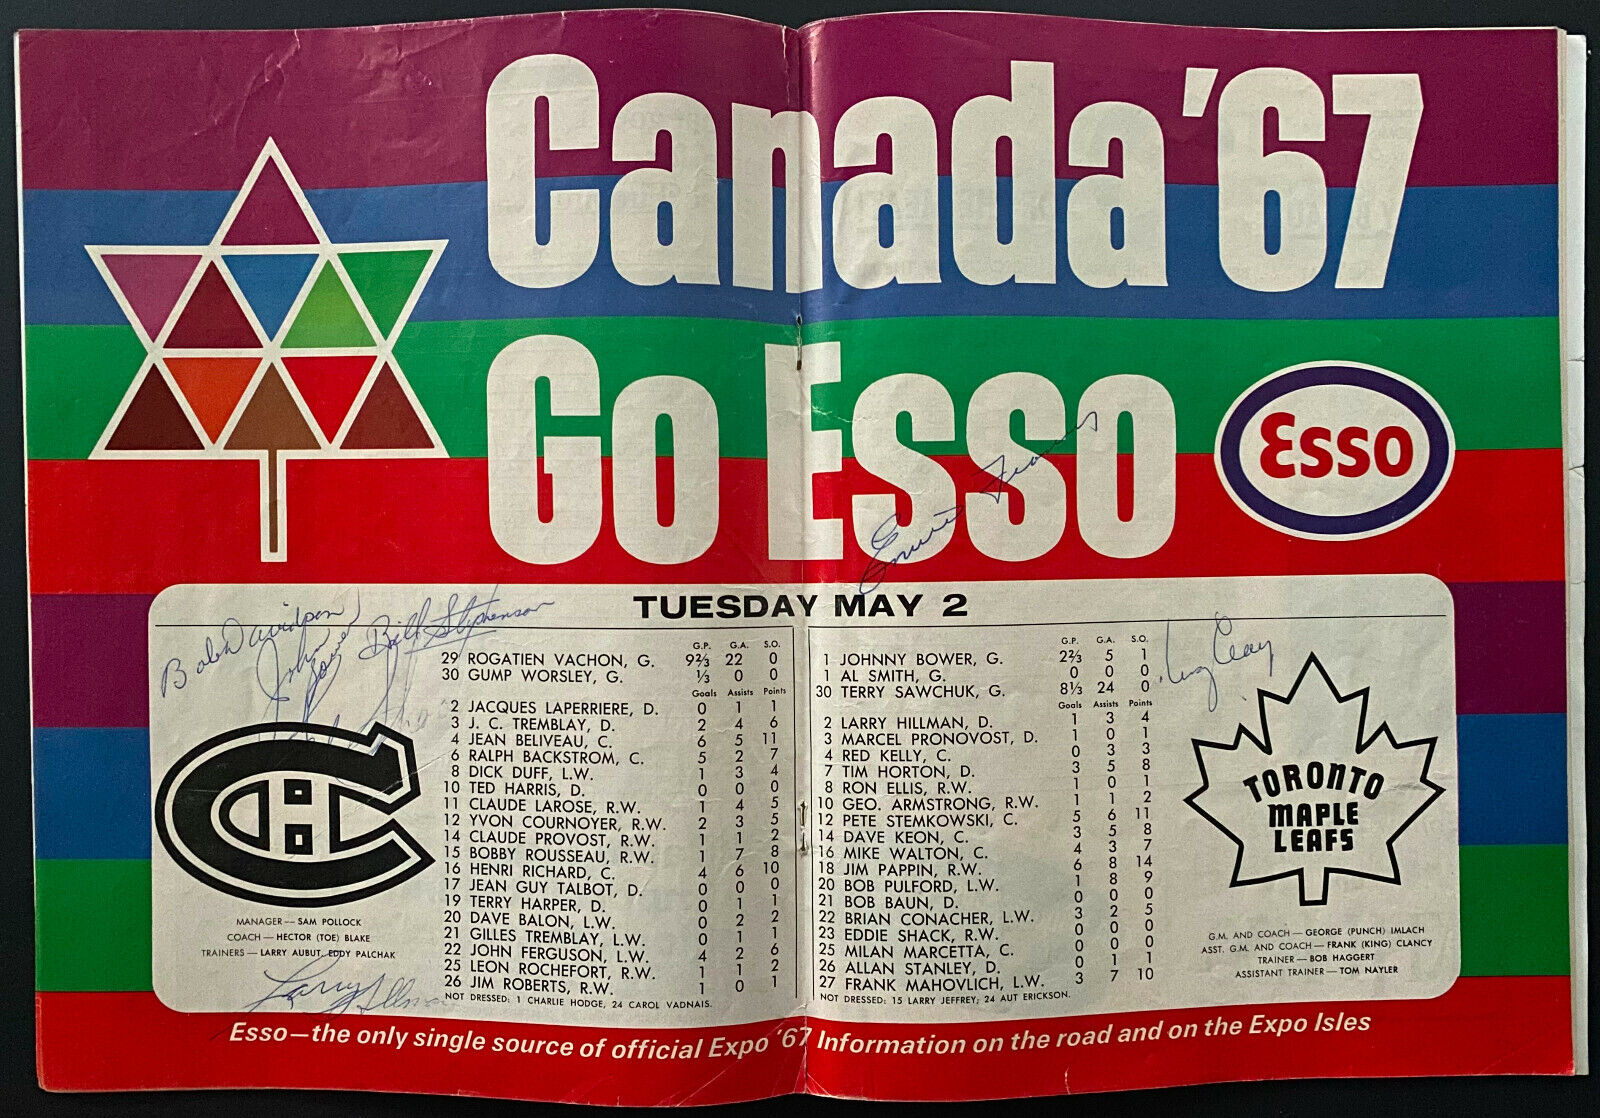 Canada '67
Go Esso
Esso
TUESDAY MAY 2
Bob Davidson
John
Bower
Bill Stephenson
Emile Francis
King Clancy
G.P. G.A. S.O.
29 ROGATIEN VACHON, G. 9⅔ 22 0
30 GUMP WORSLEY, G. ⅓ 0 0
Goals Assists Points
2 JACQUES LAPERRIERE, D. 0 1 1
3 J. C. TREMBLAY, D. 2 4 6
4 JEAN BELIVEAU, C. 6 5 11
6 RALPH BACKSTROM, C. 5 2 7
8 DICK DUFF, L.W. 1 3 4
10 TED HARRIS, D. 0 0 0
11 CLAUDE LAROSE, R.W. 1 4 5
12 YVON COURNOYER, R.W. 2 3 5
14 CLAUDE PROVOST, R.W. 1 1 2
15 BOBBY ROUSSEAU, R.W. 1 7 8
16 HENRI RICHARD, C. 4 6 10
17 JEAN GUY TALBOT, D. 0 0 0
19 TERRY HARPER, D. 0 1 1
20 DAVE BALON, L.W. 0 2 2
21 GILLES TREMBLAY, L.W. 0 1 1
22 JOHN FERGUSON, L.W. 4 2 6
25 LEON ROCHEFORT, R.W. 1 1 2
26 JIM ROBERTS, R.W. 1 0 1
NOT DRESSED: 1 CHARLIE HODGE, 24 CAROL VADNAIS.
MANAGER — SAM POLLOCK
COACH — HECTOR (TOE) BLAKE
TRAINERS — LARRY AUBUT, EDDY PALCHAK
Larry
G.P. G.A. S.O.
1 JOHNNY BOWER, G. 2⅔ 5 1
1 AL SMITH, G. 0 0 0
30 TERRY SAWCHUK, G. 8⅓ 24 0
Goals Assists Points
2 LARRY HILLMAN, D. 1 3 4
3 MARCEL PRONOVOST, D. 1 0 1
4 RED KELLY, C. 0 3 3
7 TIM HORTON, D. 3 5 8
8 RON ELLIS, R.W. 1 0 1
10 GEO. ARMSTRONG, R.W. 1 1 2
12 PETE STEMKOWSKI, C. 5 6 11
14 DAVE KEON, C. 3 5 8
16 MIKE WALTON, C. 4 3 7
18 JIM PAPPIN, R.W. 6 8 14
20 BOB PULFORD, L.W. 1 8 9
21 BOB BAUN, D. 0 0 0
22 BRIAN CONACHER, L.W. 3 2 5
23 EDDIE SHACK, R.W. 0 0 0
25 MILAN MARCETTA, C. 0 0 0
26 ALLAN STANLEY, D. 0 1 1
27 FRANK MAHOVLICH, L.W. 3 7 10
NOT DRESSED: 15 LARRY JEFFREY; 24 AUT ERICKSON.
TORONTO
MAPLE
LEAFS
G.M. AND COACH — GEORGE (PUNCH) IMLACH
ASST. G.M. AND COACH — FRANK (KING) CLANCY
TRAINER — BOB HAGGERT
ASSISTANT TRAINER — TOM NAYLER
Esso—the only single source of official Expo '67 Information on the road and on the Expo Isles